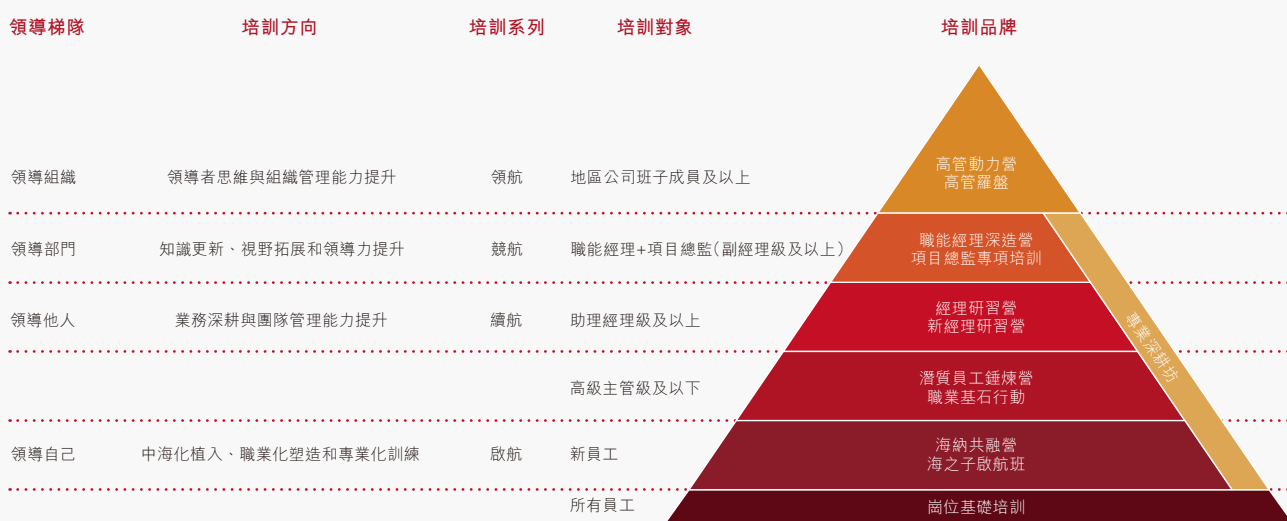 領導梯隊 培訓方向 培訓系列 培訓對象 培訓品牌
高管動力營
高管羅盤
領導組織 領導者思維與組織管理能力提升 領航 地區公司班子成員及以上
職能經理深造營
項目總監專項培訓
領導部門 知識更新、視野拓展和領導力提升 競航 職能經理+項目總監(副經理級及以上)
經理研習營
新經理研習營
領導他人 業務深耕與團隊管理能力提升 續航 助理經理級及以上
專業深耕坊
潛質員工錘煉營
職業基石行動
高級主管級及以下
海納共融營
海之子啟航班
領導自己 中海化植入、職業化塑造和專業化訓練 啟航 新員工
所有員工 崗位基礎培訓